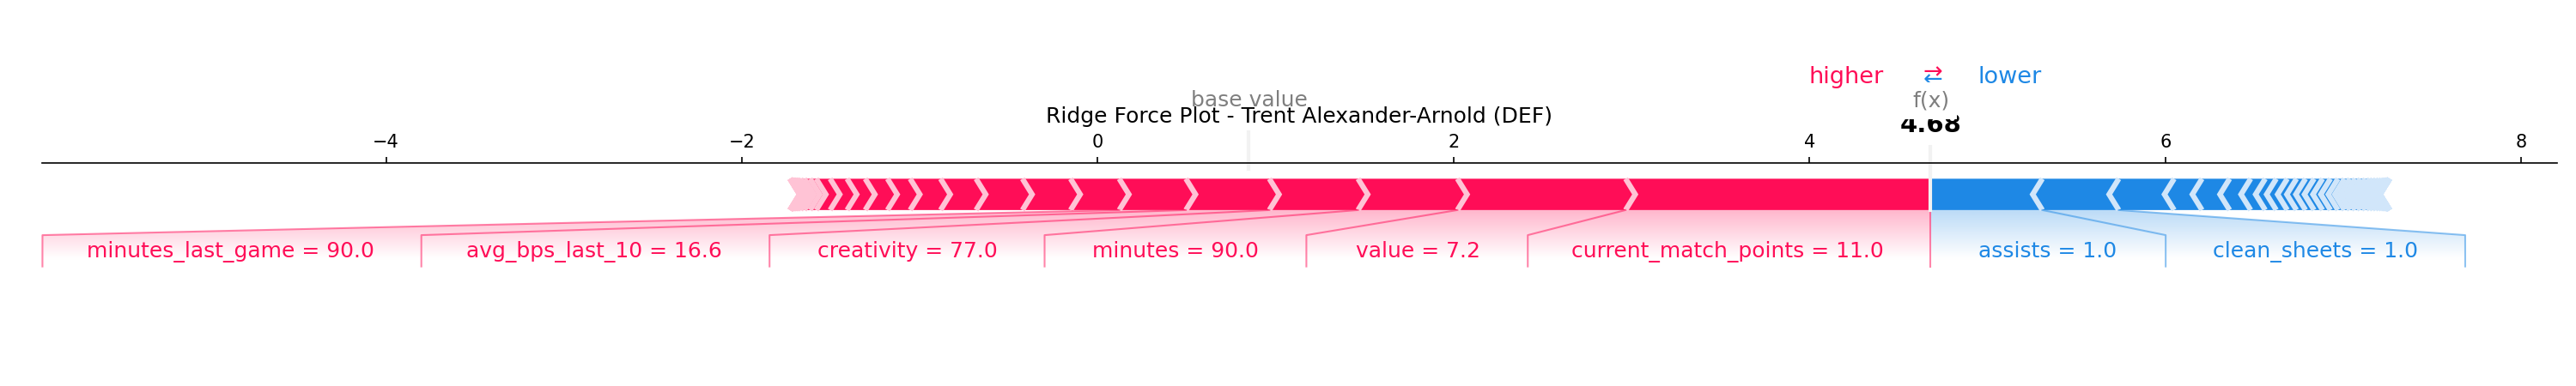 higher ⇄ lower
base value
f(x)
Ridge Force Plot - Trent Alexander-Arnold (DEF)
4.68
−4 −2 0 2 4 6 8
minutes_last_game = 90.0 avg_bps_last_10 = 16.6 creativity = 77.0 minutes = 90.0 value = 7.2 current_match_points = 11.0 assists = 1.0 clean_sheets = 1.0